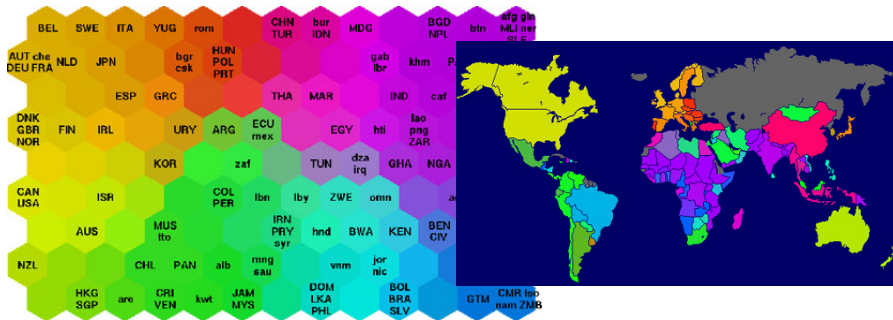 BEL
SWE
ITA
YUG
rom
CHN
TUR
bur
IDN
MDG
BGD
NPL
btn
afg gin
MLI ner
SLE
AUT che
DEU FRA
NLD
JPN
bgr
csk
HUN
POL
PRT
gab
lbr
khm
ESP
GRC
THA
MAR
IND
caf
DNK
GBR
NOR
FIN
IRL
URY
ARG
ECU
mex
EGY
hti
lao
png
ZAR
KOR
zaf
TUN
dza
irq
GHA
NGA
CAN
USA
ISR
COL
PER
lbn
lby
ZWE
omn
AUS
MUS
tto
IRN
PRY
syr
hnd
BWA
KEN
BEN
CIV
NZL
CHL
PAN
alb
mng
sau
vnm
jor
nic
HKG
SGP
are
CRI
VEN
kwt
JAM
MYS
DOM
LKA
PHL
BOL
BRA
SLV
GTM
CMR lso
nam ZMB